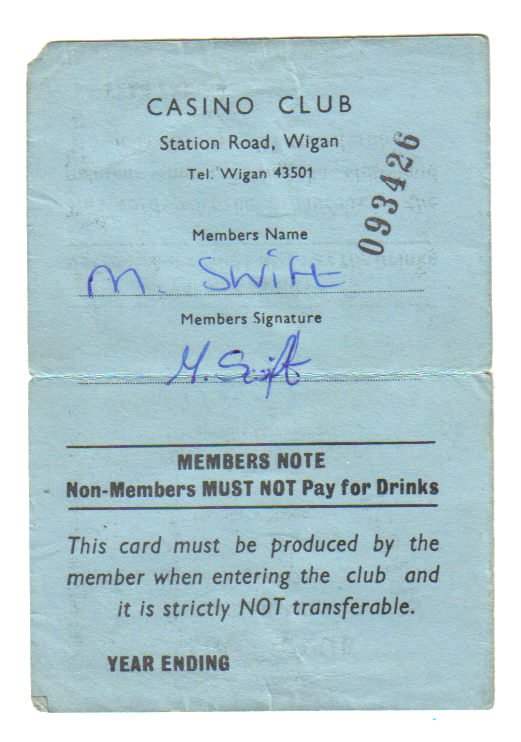 CASINO CLUB
Station Road, Wigan
Tel. Wigan 43501
093426
Members Name
M. SWIFt
Members Signature
M. Swift
MEMBERS NOTE
Non-Members MUST NOT Pay for Drinks
This card must be produced by the
member when entering the club and
it is strictly NOT transferable.
YEAR ENDING